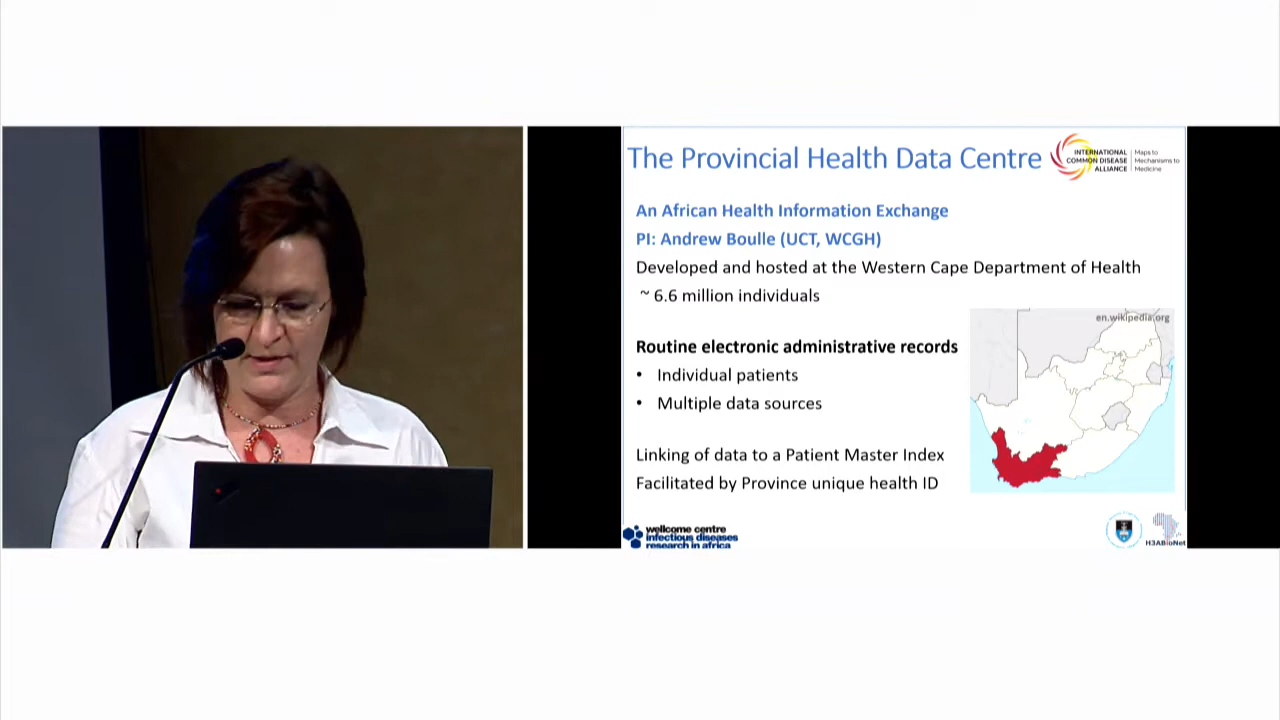 The Provincial Health Data Centre
INTERNATIONAL
COMMON DISEASE
ALLIANCE
Maps to
Mechanisms to
Medicine
An African Health Information Exchange
PI: Andrew Boulle (UCT, WCGH)
Developed and hosted at the Western Cape Department of Health
~ 6.6 million individuals
en.wikipedia.org
Routine electronic administrative records
• Individual patients
• Multiple data sources
Linking of data to a Patient Master Index
Facilitated by Province unique health ID
wellcome centre
infectious diseases
research in africa
H3ABioNet